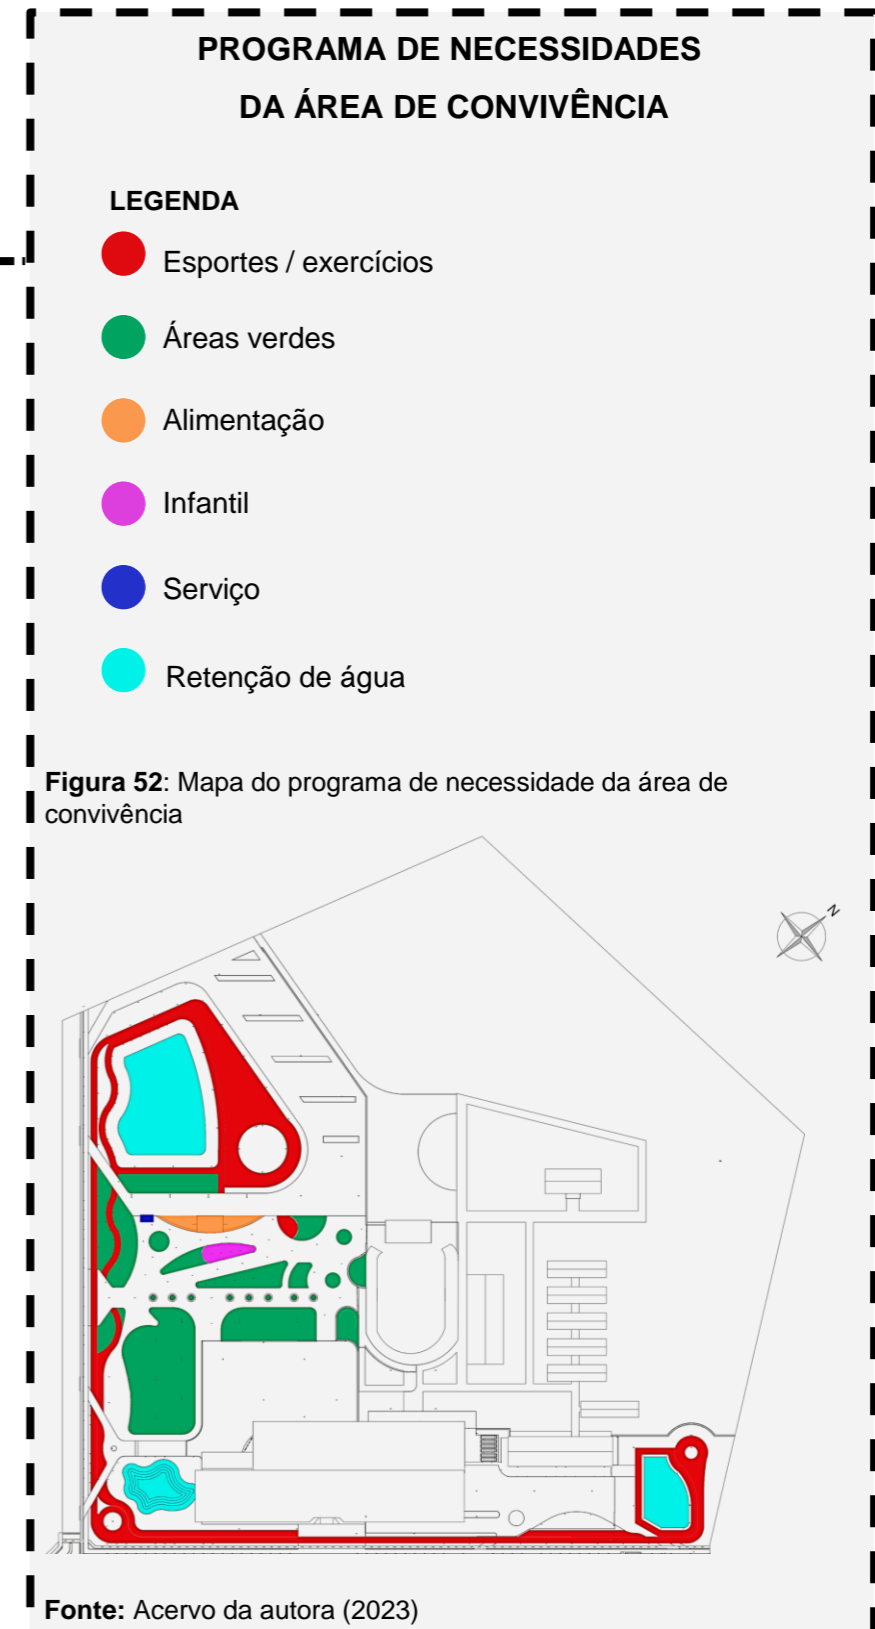 PROGRAMA DE NECESSIDADES
DA ÁREA DE CONVIVÊNCIA
LEGENDA
Esportes / exercícios
Áreas verdes
Alimentação
Infantil
Serviço
Retenção de água
Figura 52: Mapa do programa de necessidade da área de
convivência
N
Fonte: Acervo da autora (2023)